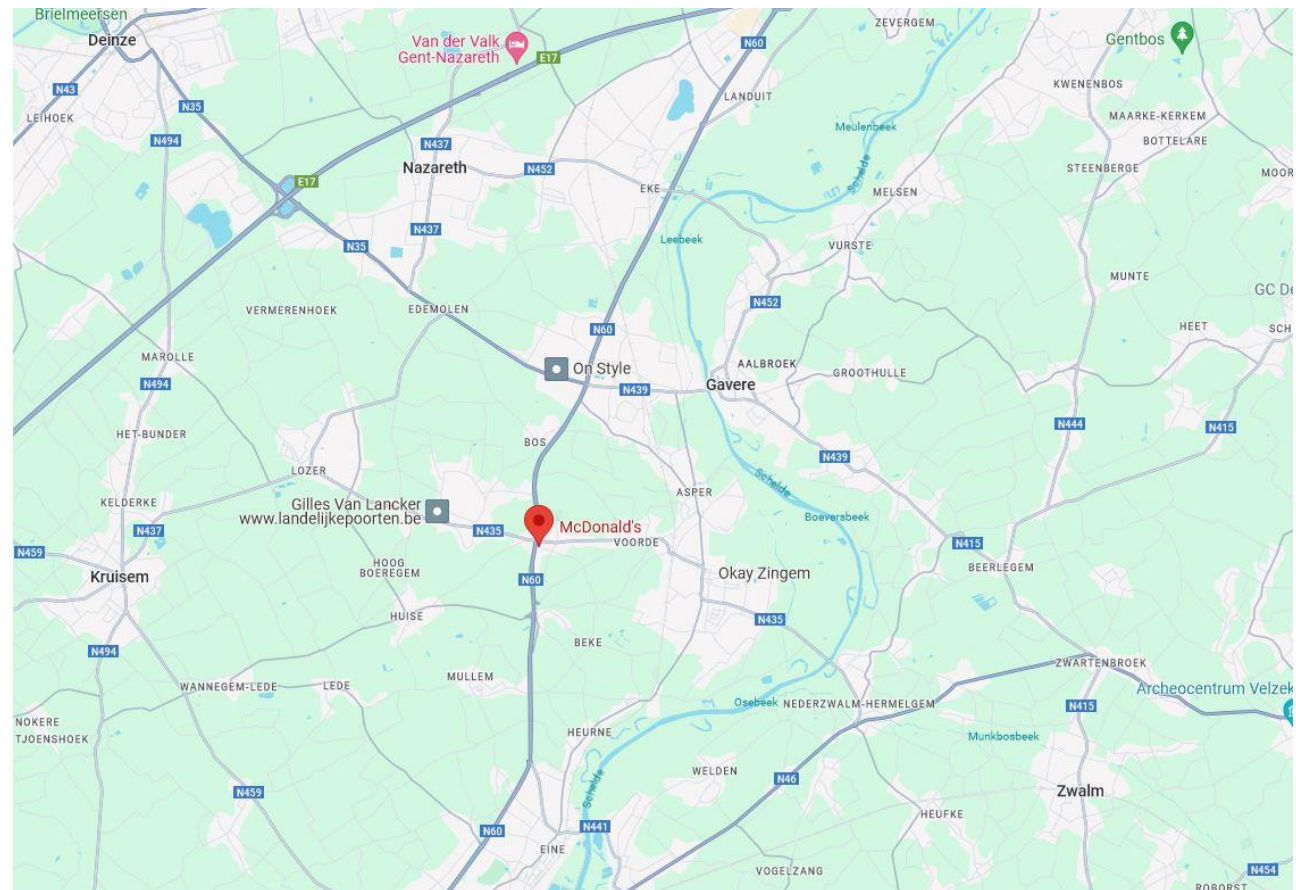 Brielmeersen
Deinze
ZEVERGEM
Van der Valk
Gent-Nazareth
N60
Gentbos
E17
N43
KWENENBOS
LANDUIT
N35
LEIHOEK
MAARKE-KERKEM
Meulenbeek
N494
N437
BOTTELARE
Nazareth
N452
STEENBERGE
Schelde
MOOR
E17
EKE
MELSEN
N437
Leebeek
N35
VURSTE
MUNTE
GC De
N452
VERMERENHOEK
EDEMOLEN
N60
HEET
SCH
MAROLLE
AALBROEK
On Style
GROOTHULLE
N494
N439
Gavere
N444
N415
HET-BUNDER
BOS
N439
LOZER
Schelde
ASPER
KELDERKE
Gilles Van Lancker
www.landelijkepoorten.be
Boeversbeek
N437
N435
McDonald's
VOORDE
N415
N459
HOOG
BOEREGEM
BEERLEGEM
Kruisem
N60
Okay Zingem
HUISE
N435
BEKE
N494
ZWARTENBROEK
MULLEM
WANNEGEM-LEDE
LEDE
Archeocentrum Velzek
Osebeek
NEDERZWALM-HERMELGEM
N415
NOKERE
TJOENSHOEK
HEURNE
Munkbosbeek
WELDEN
N46
Schelde
N459
Zwalm
HEUFKE
N60
N441
EINE
VOGELZANG
N454
ROBORST